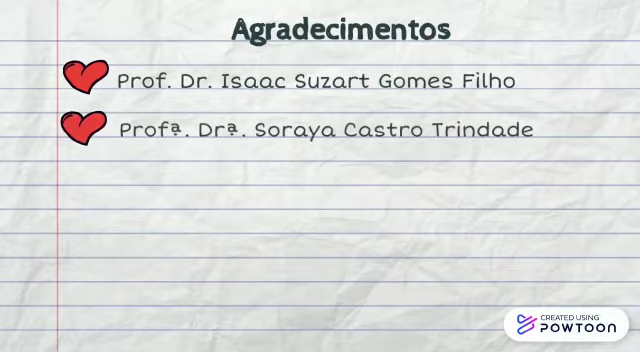 Agradecimentos
Prof. Dr. Isaac Suzart Gomes Filho
Profª. Drª. Soraya Castro Trindade
CREATED USING
POWTOON